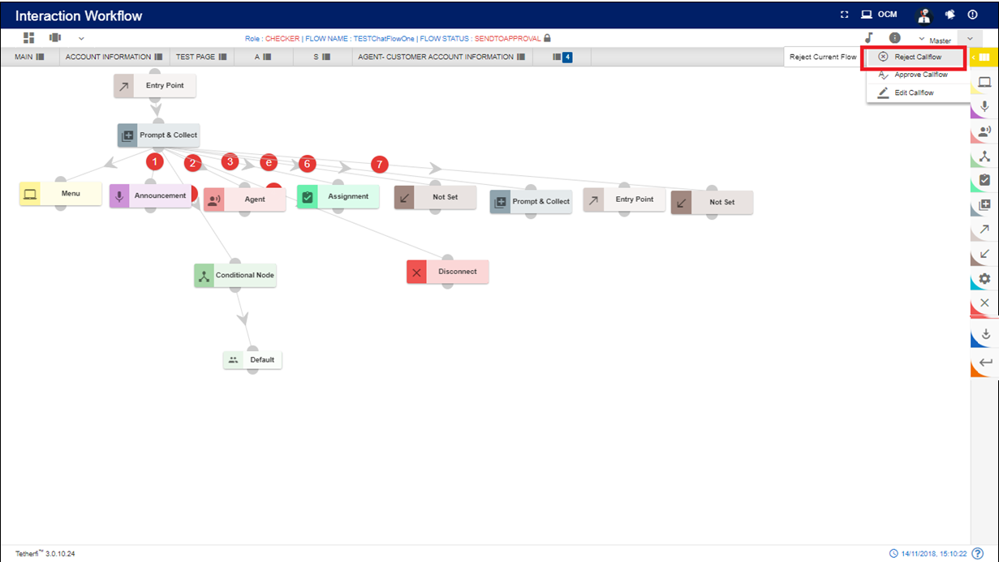 Interaction Workflow
OCM
Role : CHECKER | FLOW NAME : TESTChatFlowOne | FLOW STATUS : SENDTOAPPROVAL
Master
MAIN
ACCOUNT INFORMATION
TEST PAGE
A
S
AGENT- CUSTOMER ACCOUNT INFORMATION
4
Reject Current Flow
Reject Callflow
Approve Callflow
Edit Callflow
Entry Point
Prompt & Collect
1
2
3
e
6
7
Menu
Announcement
Agent
Assignment
Not Set
Prompt & Collect
Entry Point
Not Set
Conditional Node
Disconnect
Default
Tetherfi™ 3.0.10.24
14/11/2018, 15:10:22